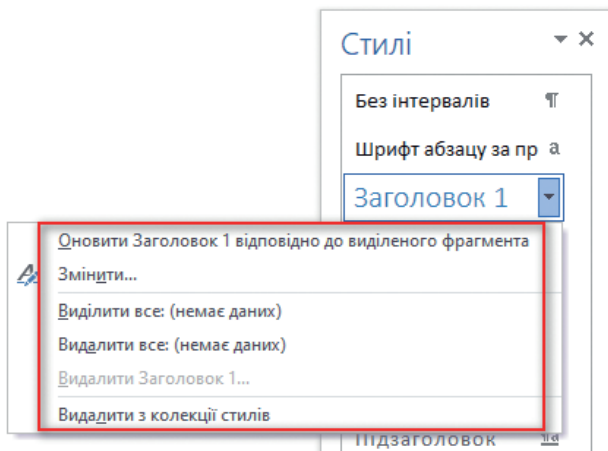 Стилі
Без інтервалів ¶
Шрифт абзацу за пр a
Заголовок 1
Оновити Заголовок 1 відповідно до виділеного фрагмента
Змінити...
Виділити все: (немає даних)
Видалити все: (немає даних)
Видалити Заголовок 1...
Видалити з колекції стилів
Підзаголовок ¶a